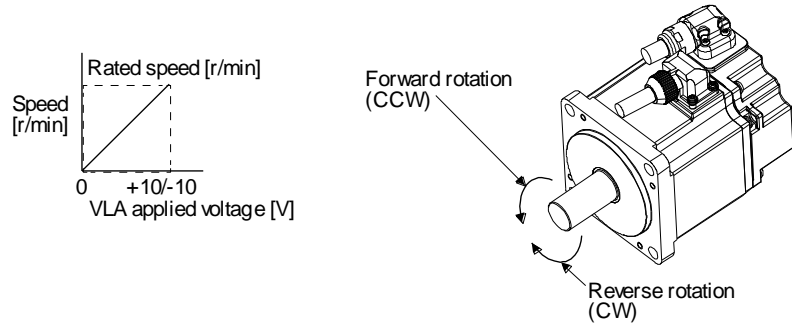 Rated speed [r/min]
Speed
[r/min]
0
+10/-10
VLA applied voltage [V]
Forward rotation
(CCW)
Reverse rotation
(CW)